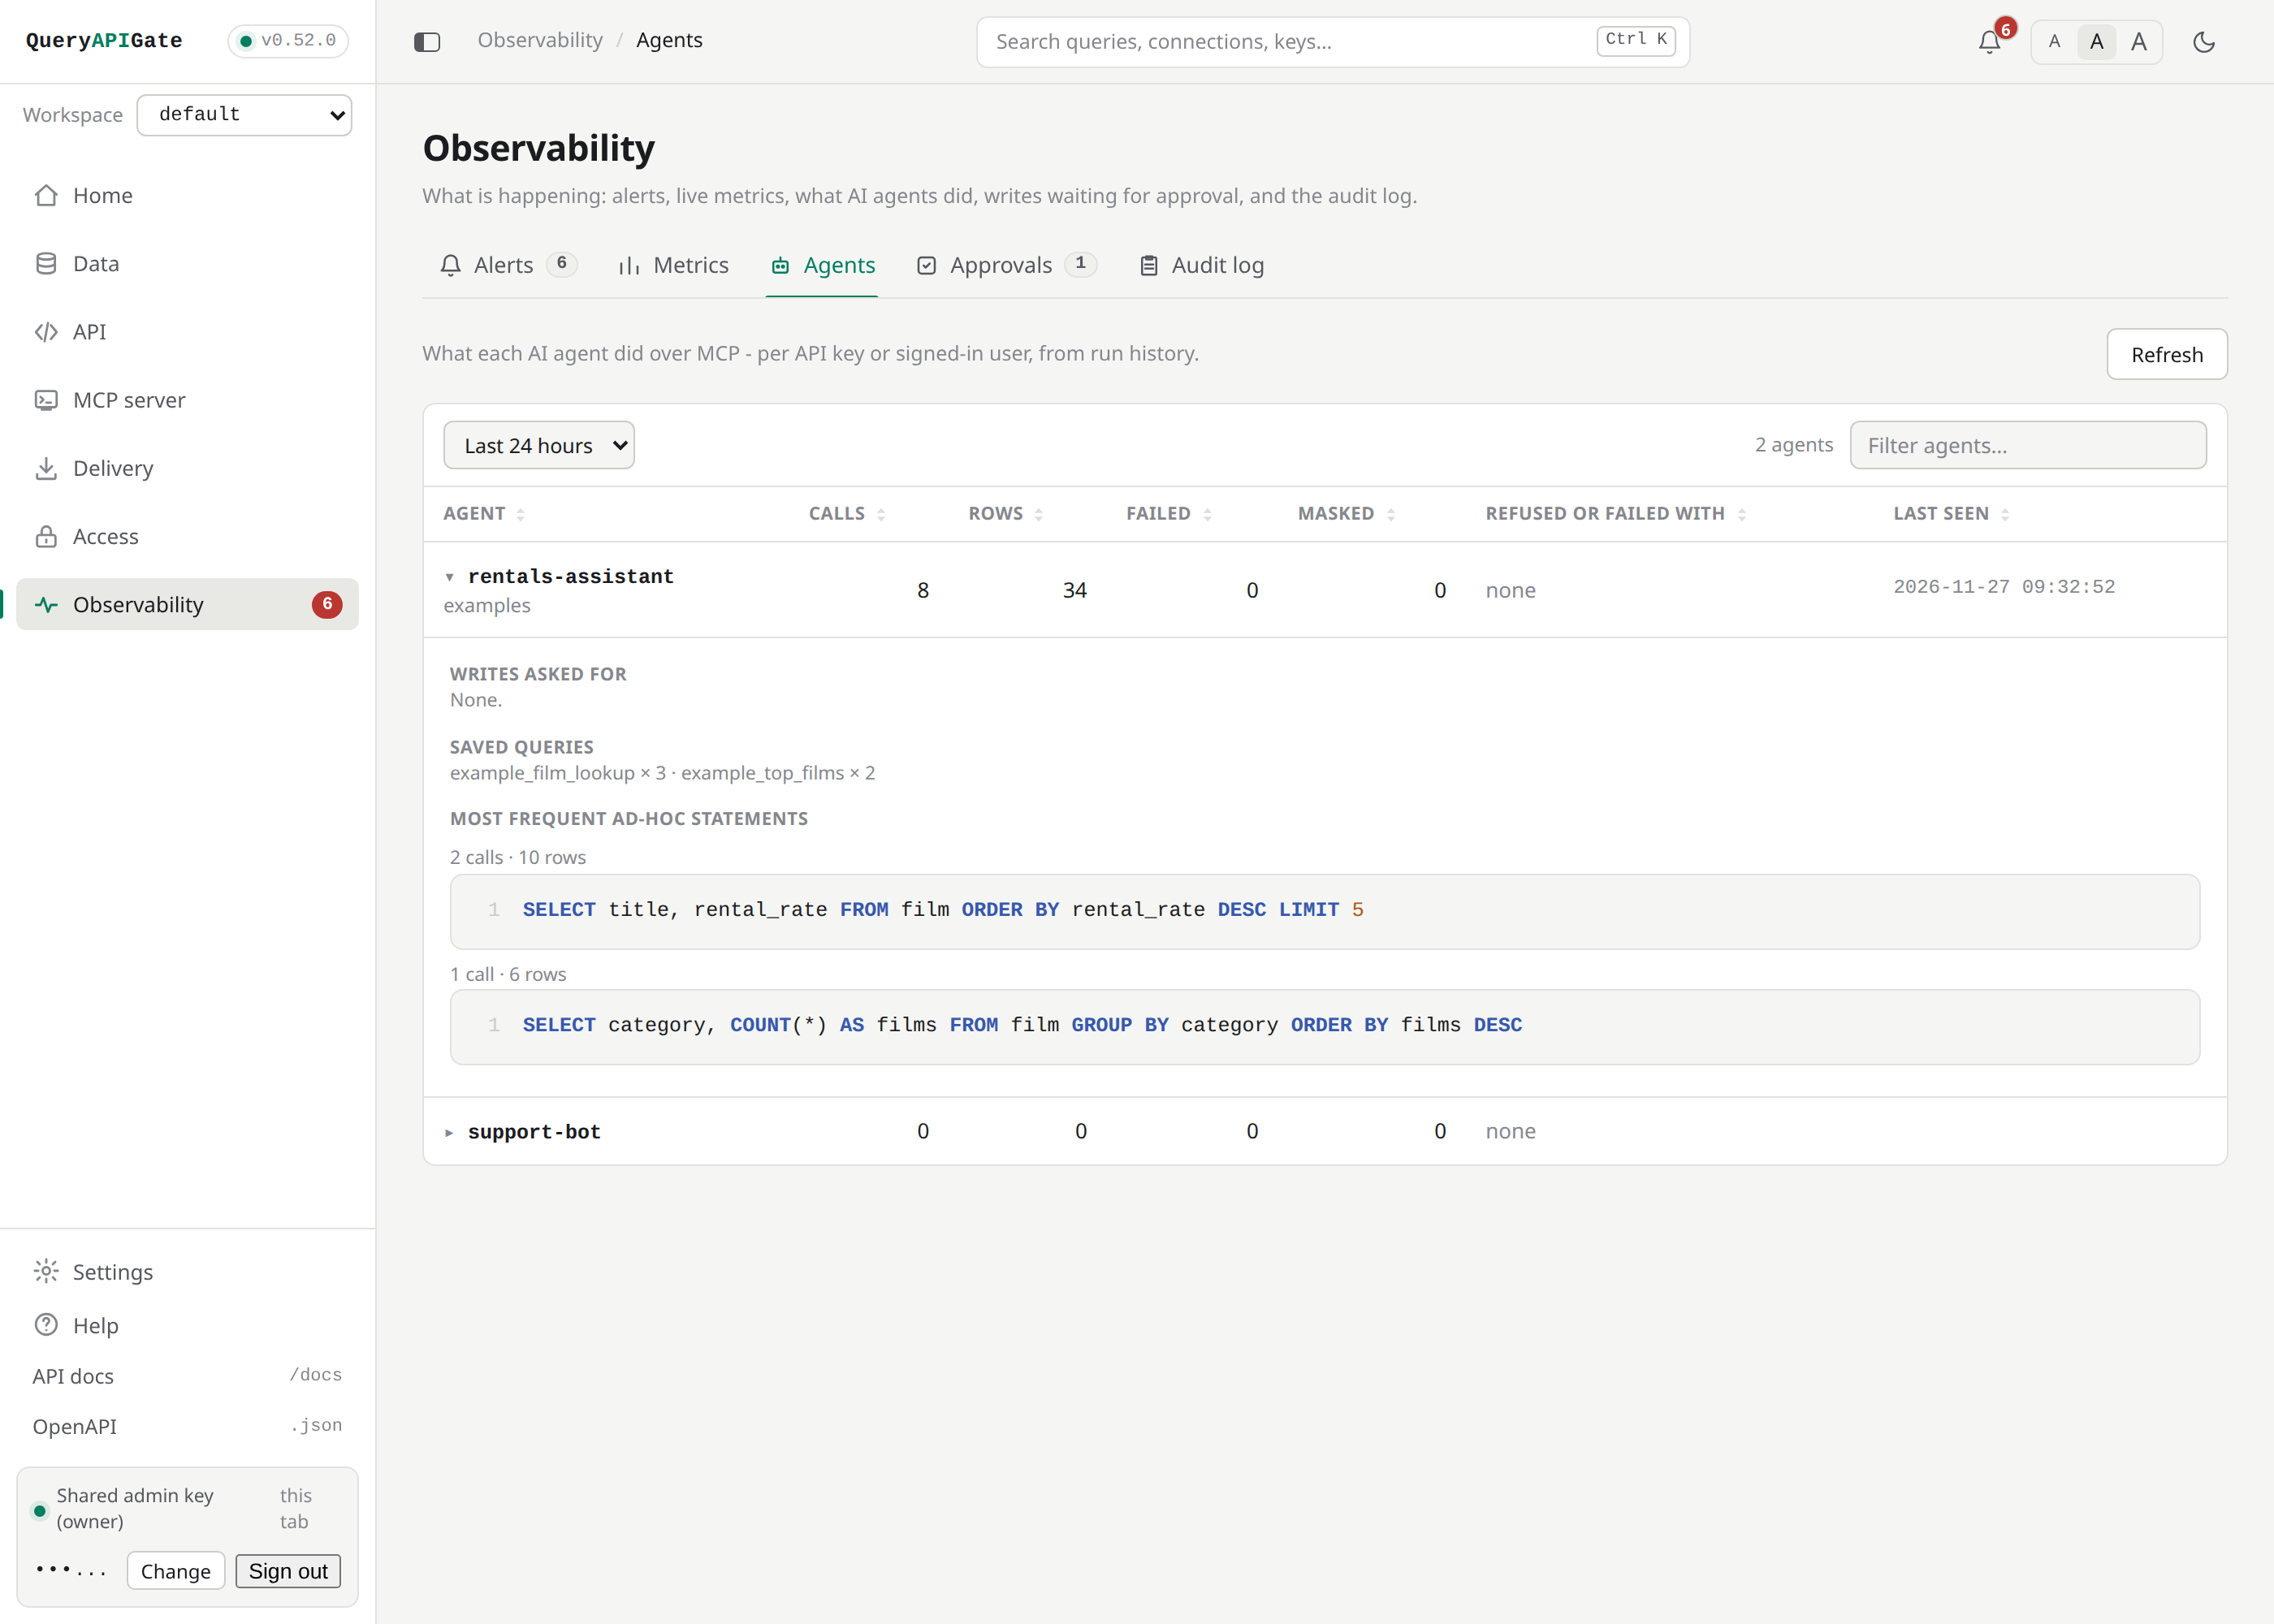 QueryAPIGate v0.52.0
Observability / Agents
Search queries, connections, keys... Ctrl K
6
A A A
Workspace default
Home
Data
API
MCP server
Delivery
Access
Observability 6
Settings
Help
API docs /docs
OpenAPI .json
Shared admin key (owner) this tab
Change Sign out
Observability
What is happening: alerts, live metrics, what AI agents did, writes waiting for approval, and the audit log.
Alerts 6 Metrics Agents Approvals 1 Audit log
What each AI agent did over MCP - per API key or signed-in user, from run history.
Refresh
Last 24 hours 2 agents Filter agents...
AGENT CALLS ROWS FAILED MASKED REFUSED OR FAILED WITH LAST SEEN
rentals-assistant 8 34 0 0 none 2026-11-27 09:32:52
examples
WRITES ASKED FOR
None.
SAVED QUERIES
example_film_lookup × 3 · example_top_films × 2
MOST FREQUENT AD-HOC STATEMENTS
2 calls · 10 rows
1 SELECT title, rental_rate FROM film ORDER BY rental_rate DESC LIMIT 5
1 call · 6 rows
1 SELECT category, COUNT(*) AS films FROM film GROUP BY category ORDER BY films DESC
support-bot 0 0 0 0 none